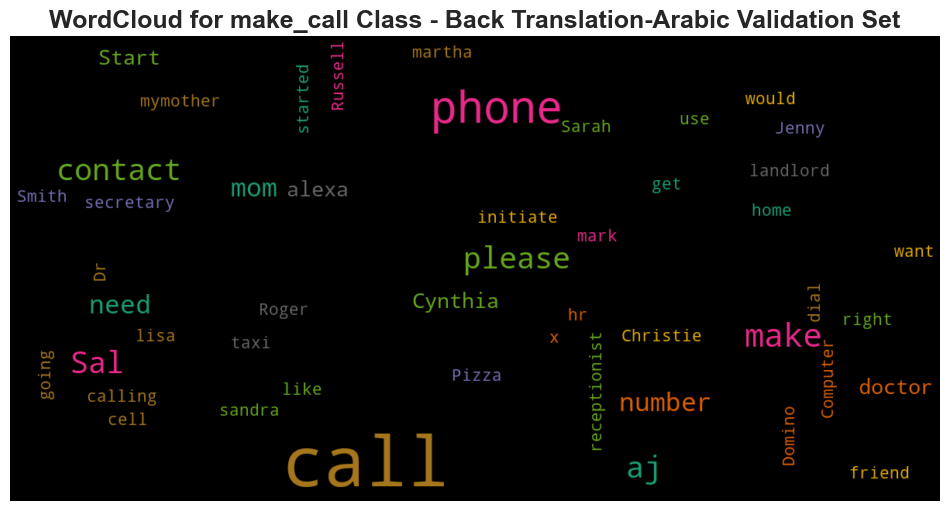 WordCloud for make_call Class - Back Translation-Arabic Validation Set
Start
martha
Russell
started
mymother
phone
would
Sarah
use
Jenny
contact
landlord
Smith
secretary
mom
alexa
get
home
initiate
mark
please
want
Dr
need
Cynthia
Roger
hr
dial
right
lisa
taxi
x
Christie
make
Sal
going
Pizza
receptionist
Computer
doctor
calling
like
cell
sandra
number
Domino
call
aj
friend